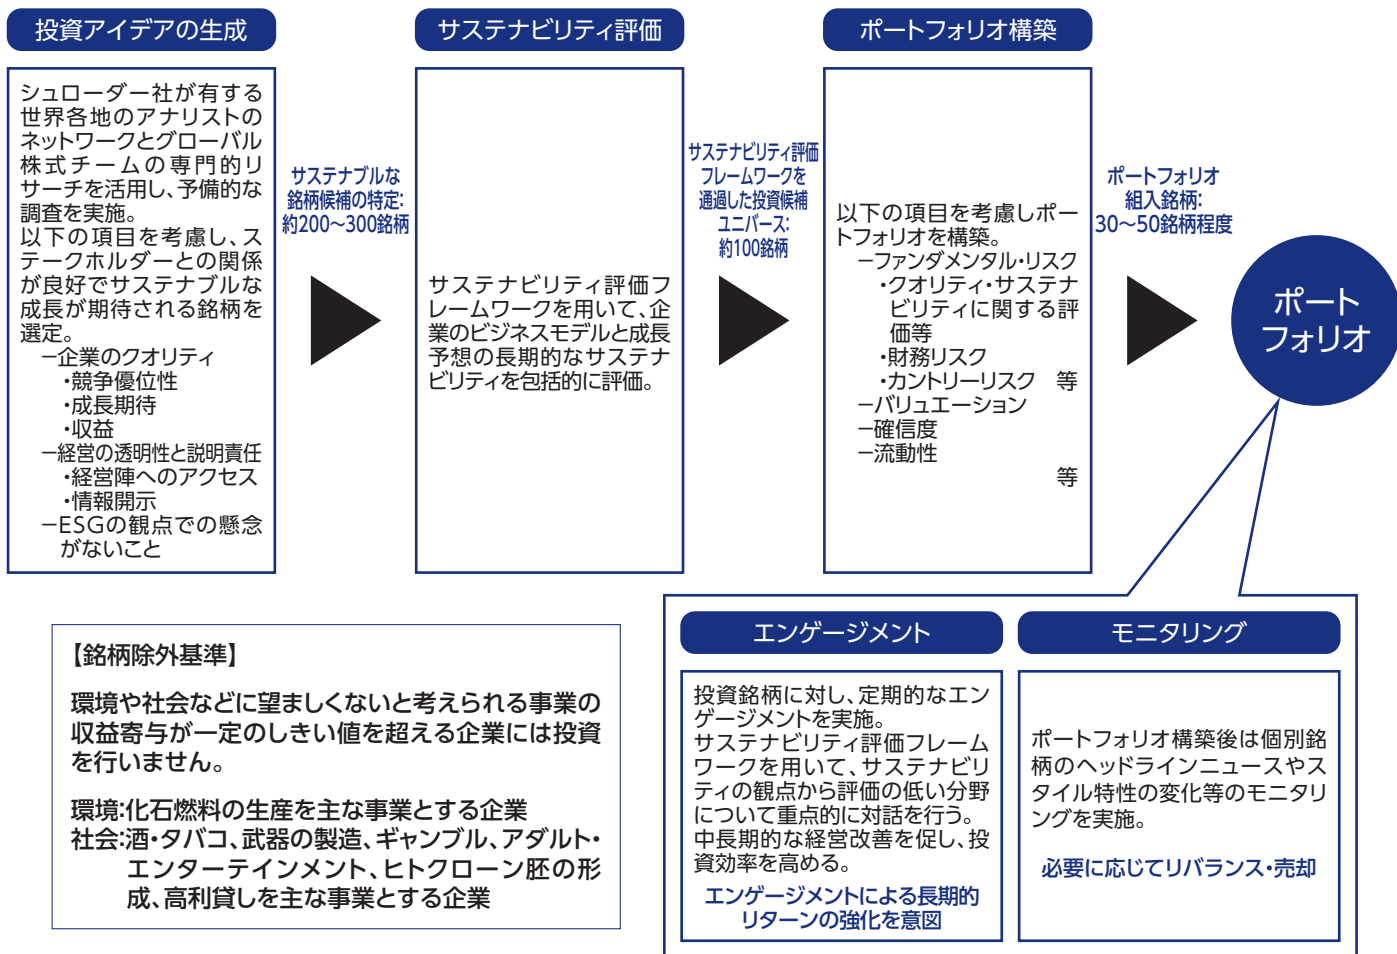 投資アイデアの生成
シュローダー社が有する
世界各地のアナリストの
ネットワークとグローバル
株式チームの専門的リ
サーチを活用し、予備的な
調査を実施。
以下の項目を考慮し、ス
テークホルダーとの関係
が良好でサステナブルな
成長が期待される銘柄を
選定。
−企業のクオリティ
・競争優位性
・成長期待
・収益
−経営の透明性と説明責任
・経営陣へのアクセス
・情報開示
−ESGの観点での懸念
がないこと
サステナブルな
銘柄候補の特定:
約200〜300銘柄
サステナビリティ評価
サステナビリティ評価フ
レームワークを用いて、企
業のビジネスモデルと成長
予想の長期的なサステナ
ビリティを包括的に評価。
サステナビリティ評価
フレームワークを
通過した投資候補
ユニバース:
約100銘柄
ポートフォリオ構築
以下の項目を考慮しポー
トフォリオを構築。
−ファンダメンタル・リスク
・クオリティ・サステナ
ビリティに関する評
価等
・財務リスク
・カントリーリスク 等
−バリュエーション
−確信度
−流動性
等
ポートフォリオ
組入銘柄:
30〜50銘柄程度
ポート
フォリオ
【銘柄除外基準】
環境や社会などに望ましくないと考えられる事業の
収益寄与が一定のしきい値を超える企業には投資
を行いません。
環境:化石燃料の生産を主な事業とする企業
社会:酒・タバコ、武器の製造、ギャンブル、アダルト・
エンターテインメント、ヒトクローン胚の形
成、高利貸しを主な事業とする企業
エンゲージメント
投資銘柄に対し、定期的なエン
ゲージメントを実施。
サステナビリティ評価フレーム
ワークを用いて、サステナビリ
ティの観点から評価の低い分野
について重点的に対話を行う。
中長期的な経営改善を促し、投
資効率を高める。
エンゲージメントによる長期的
リターンの強化を意図
モニタリング
ポートフォリオ構築後は個別銘
柄のヘッドラインニュースやス
タイル特性の変化等のモニタリ
ングを実施。
必要に応じてリバランス・売却